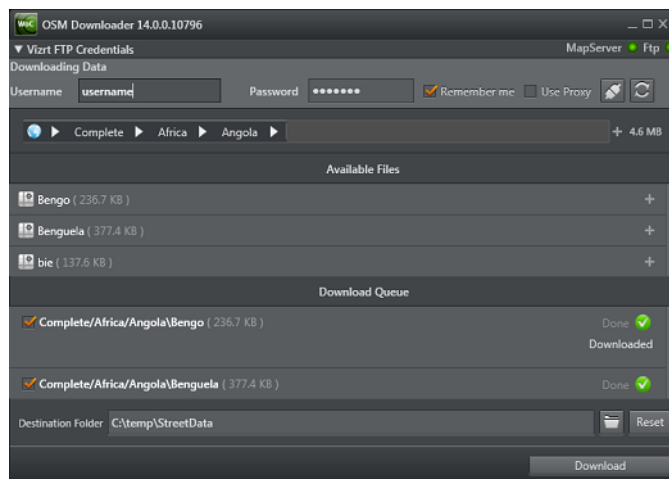 WoC OSM Downloader 14.0.0.10796
Vizrt FTP Credentials MapServer Ftp
Downloading Data
Username username Password ●●●●●●● Remember me Use Proxy
Complete Africa Angola + 4.6 MB
Available Files
Bengo ( 236.7 KB ) +
Benguela ( 377.4 KB ) +
bie ( 137.6 KB ) +
Download Queue
Complete/Africa/Angola\Bengo ( 236.7 KB ) Done
Downloaded
Complete/Africa/Angola\Benguela ( 377.4 KB ) Done
Destination Folder C:\temp\StreetData Reset
Download